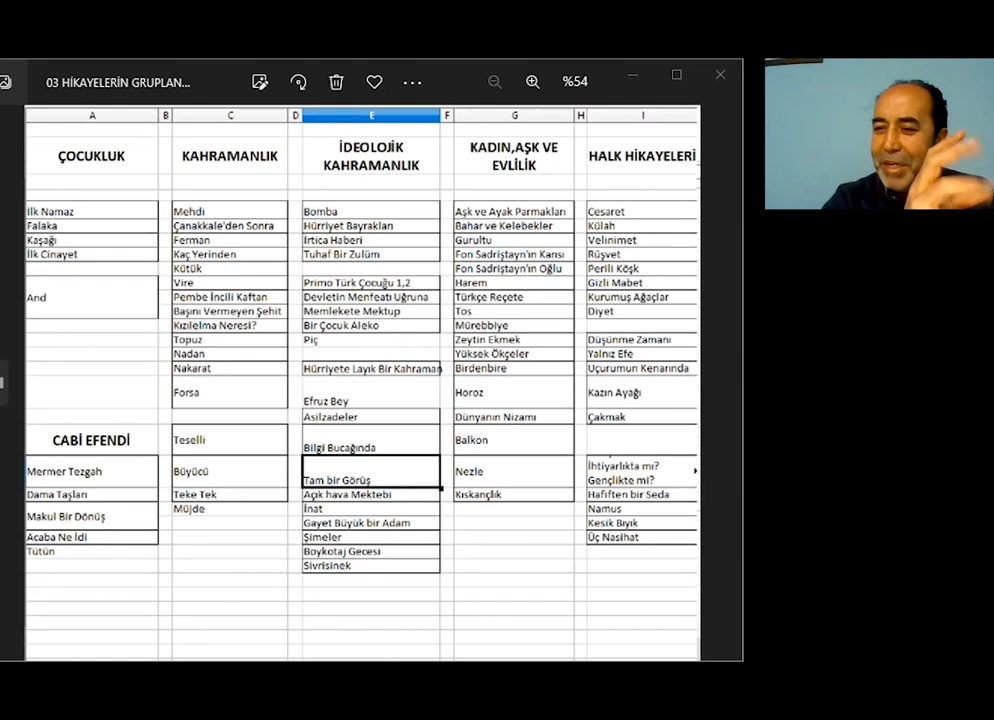 03 HİKAYELERİN GRUPLAN...
%54
A B C D E F G H I
ÇOCUKLUK
İlk Namaz
Falaka
Kaşağı
İlk Cinayet
And
CABİ EFENDİ
Mermer Tezgah
Dama Taşları
Makul Bir Dönüş
Acaba Ne İdi
Tütün
KAHRAMANLIK
Mehdi
Çanakkale'den Sonra
Ferman
Kaç Yerinden
Kütük
Vire
Pembe İncili Kaftan
Başını Vermeyen Şehit
Kızılelma Neresi?
Topuz
Nadan
Nakarat
Forsa
Teselli
Büyücü
Teke Tek
Müjde
İDEOLOJİK
KAHRAMANLIK
Bomba
Hürriyet Bayrakları
İrtica Haberi
Tuhaf Bir Zulüm
Primo Türk Çocuğu 1,2
Devletin Menfeatı Uğruna
Memlekete Mektup
Bir Çocuk Aleko
Piç
Hürriyete Layık Bir Kahraman
Efruz Bey
Asilzadeler
Bilgi Bucağında
Tam bir Görüş
Açık hava Mektebi
İnat
Gayet Büyük bir Adam
Şimeler
Boykotaj Gecesi
Sivrisinek
KADIN,AŞK VE
EVLİLİK
Aşk ve Ayak Parmakları
Bahar ve Kelebekler
Gurultu
Fon Sadriştayn'ın Karısı
Fon Sadriştayn'ın Oğlu
Harem
Türkçe Reçete
Tos
Mürebbiye
Zeytin Ekmek
Yüksek Ökçeler
Birdenbire
Horoz
Dünyanın Nizamı
Balkon
Nezle
Kıskançlık
HALK HİKAYELERİ
Cesaret
Külah
Velinimet
Rüşvet
Perili Köşk
Gizli Mabet
Kurumuş Ağaçlar
Diyet
Düşünme Zamanı
Yalnız Efe
Uçurumun Kenarında
Kazın Ayağı
Çakmak
İhtiyarlıkta mı?
Gençlikte mi?
Hafiften bir Seda
Namus
Kesik Bıyık
Üç Nasihat